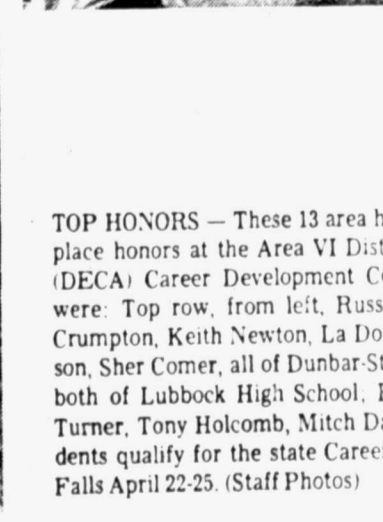 TOP HONORS — These 13 area h
place honors at the Area VI Dist
(DECA) Career Development C
were: Top row, from left, Russ
Crumpton, Keith Newton, La Do
son, Sher Comer, all of Dunbar-St
both of Lubbock High School,
Turner, Tony Holcomb, Mitch Da
dents qualify for the state Caree
Falls April 22-25. (Staff Photos)